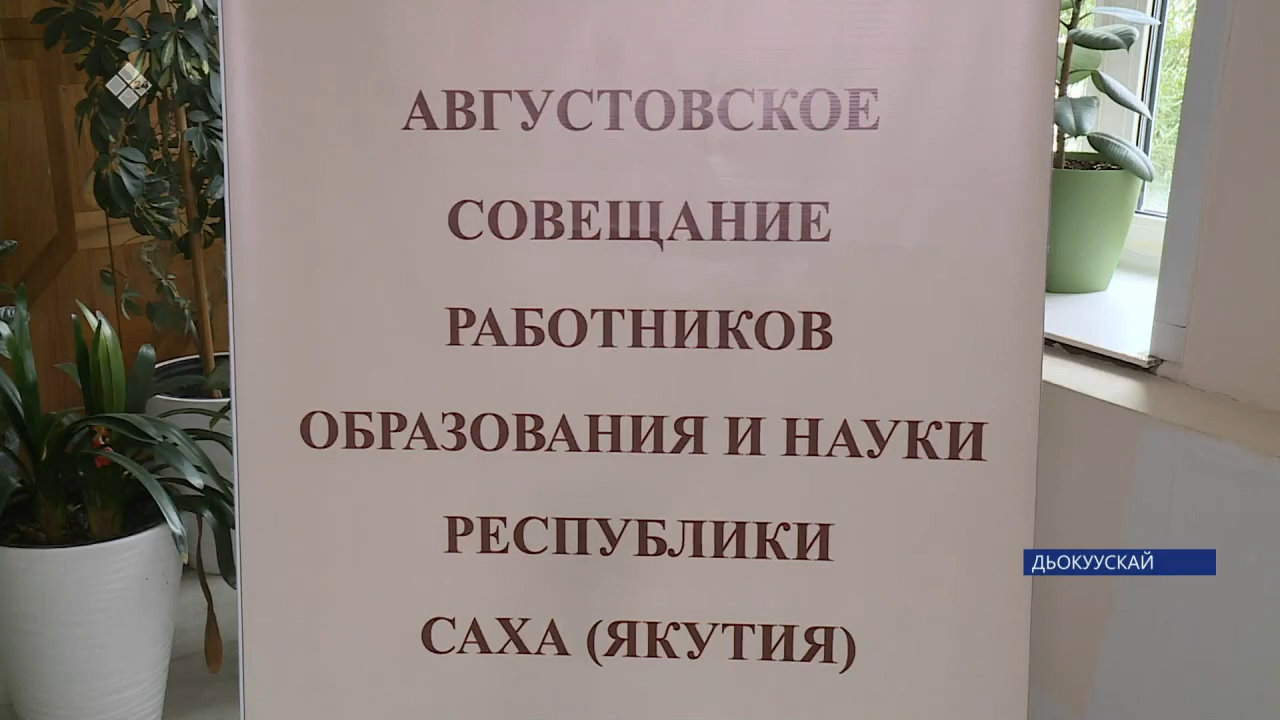 АВГУСТОВСКОЕ
СОВЕЩАНИЕ
РАБОТНИКОВ
ОБРАЗОВАНИЯ И НАУКИ
РЕСПУБЛИКИ
САХА (ЯКУТИЯ)
ДЬОКУУСКАЙ